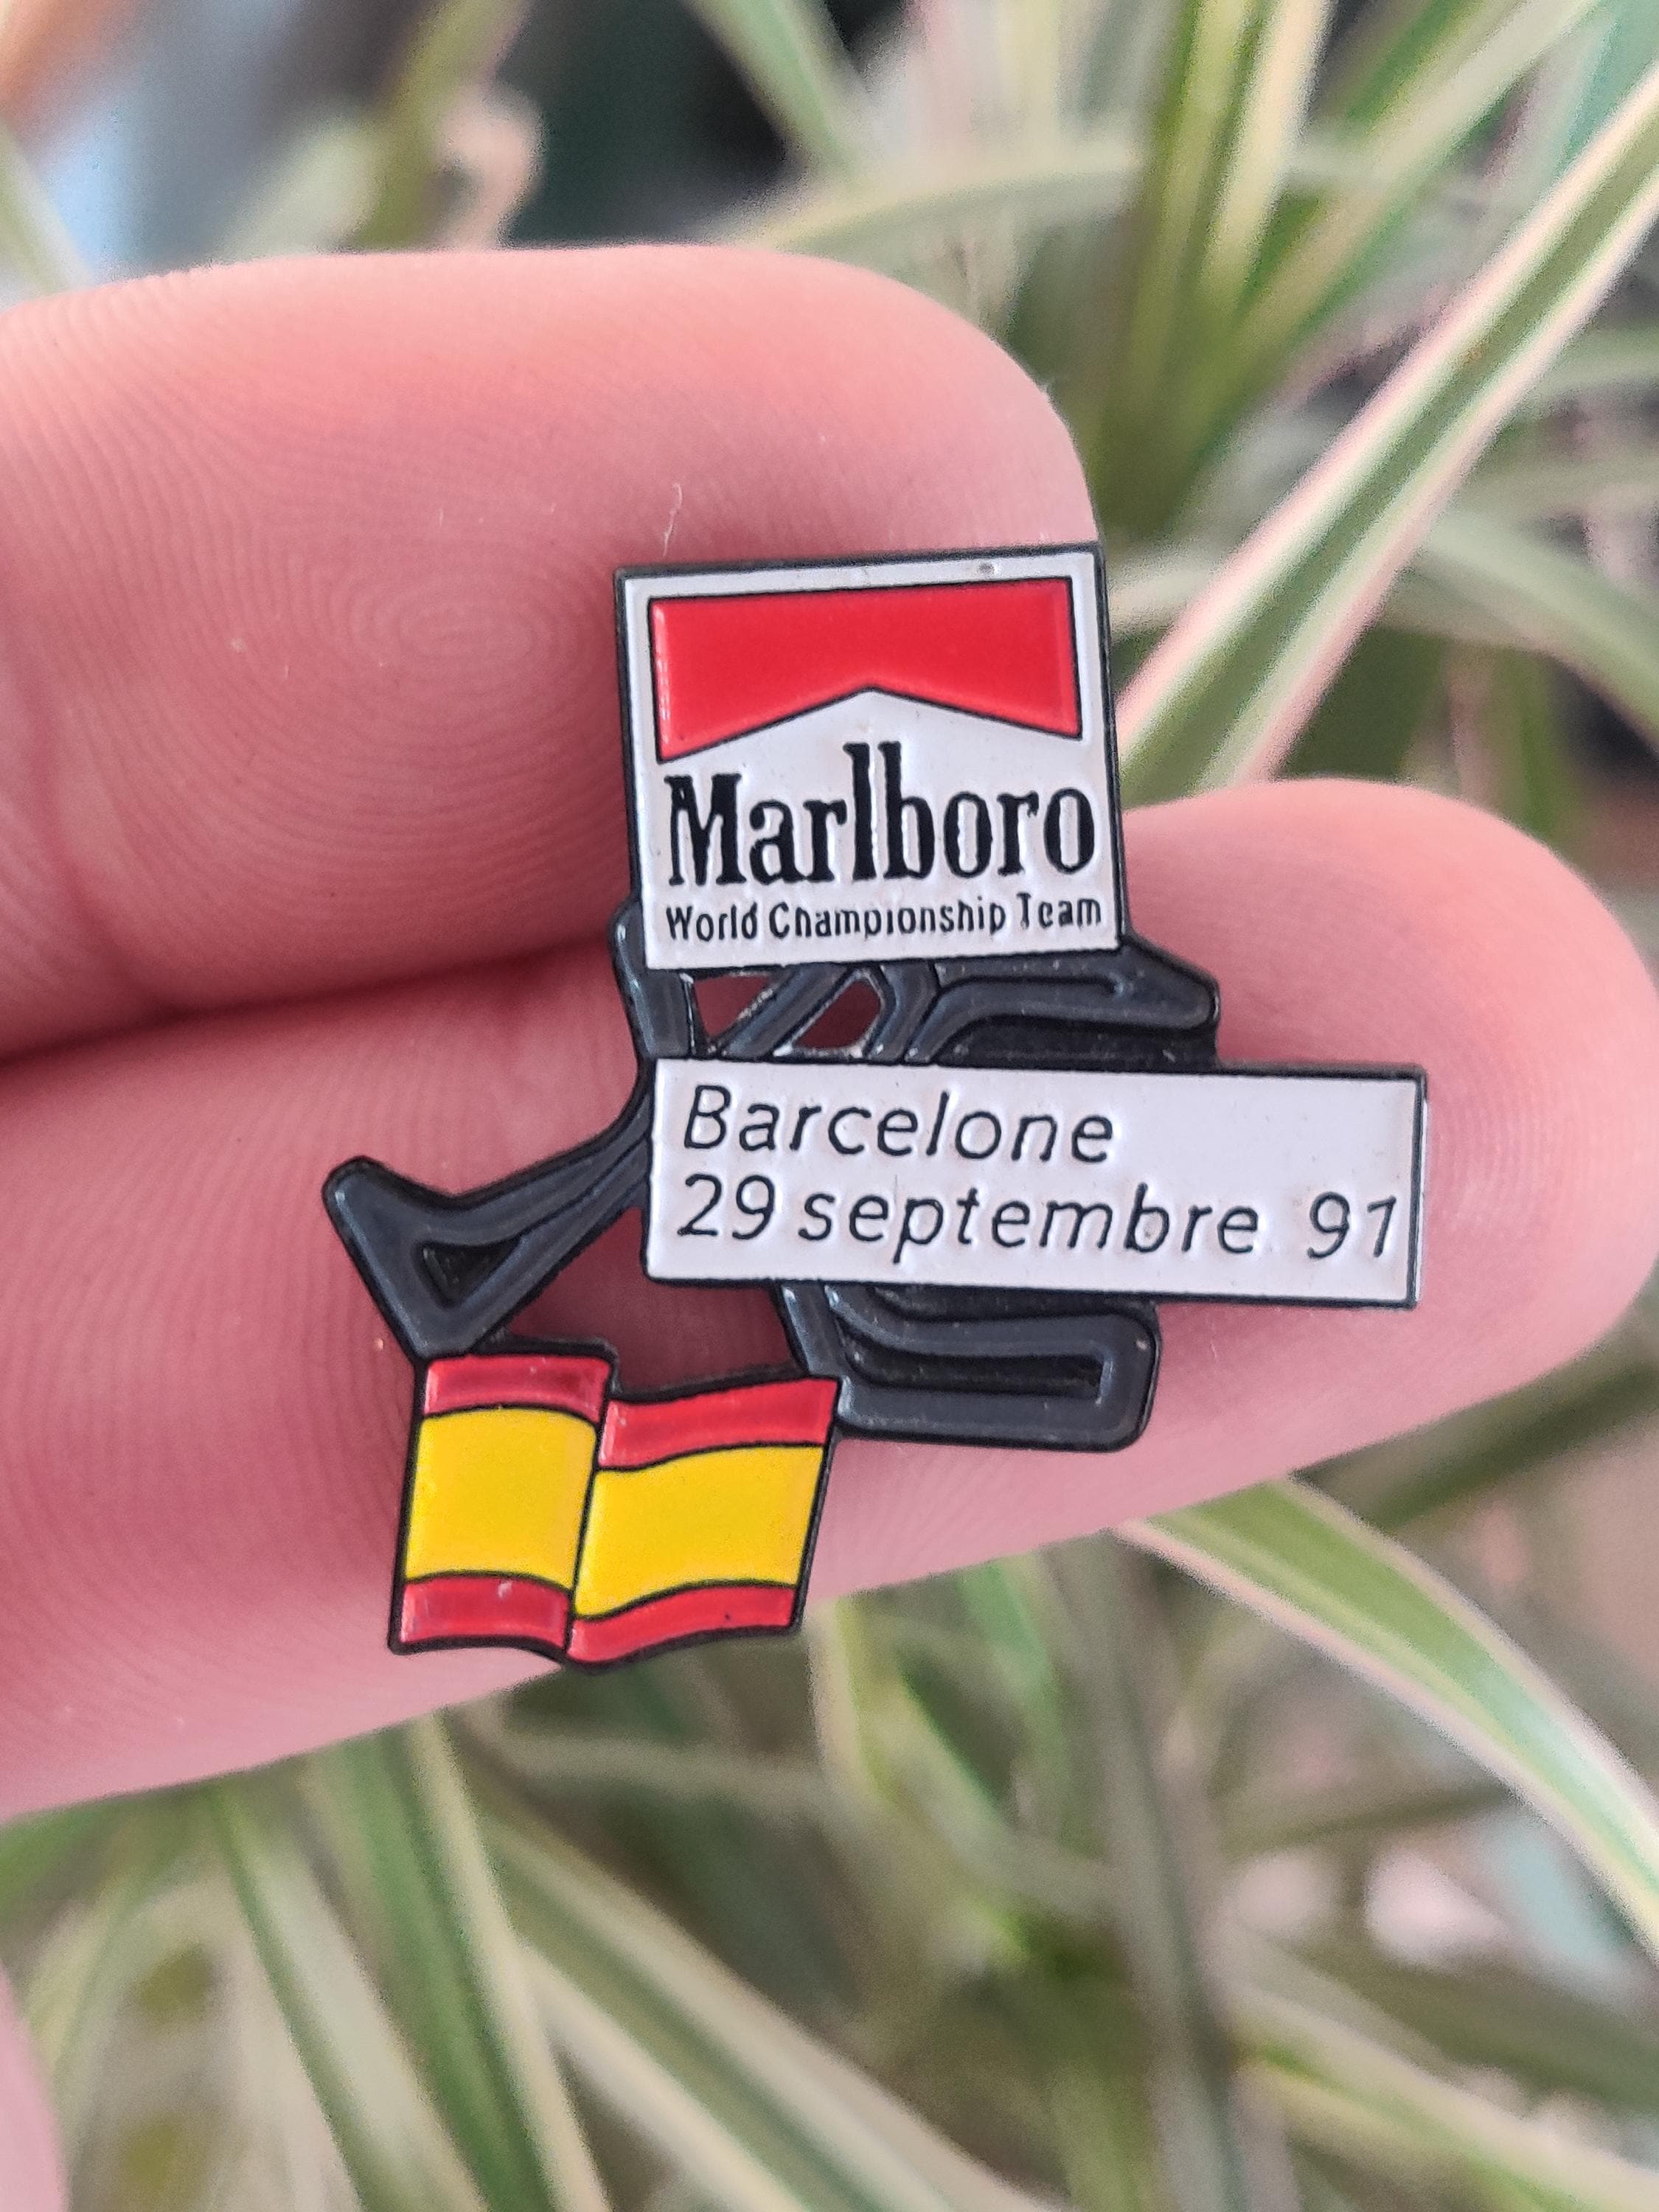 Marlboro
World Championship Team
Barcelone
29 septembre 91